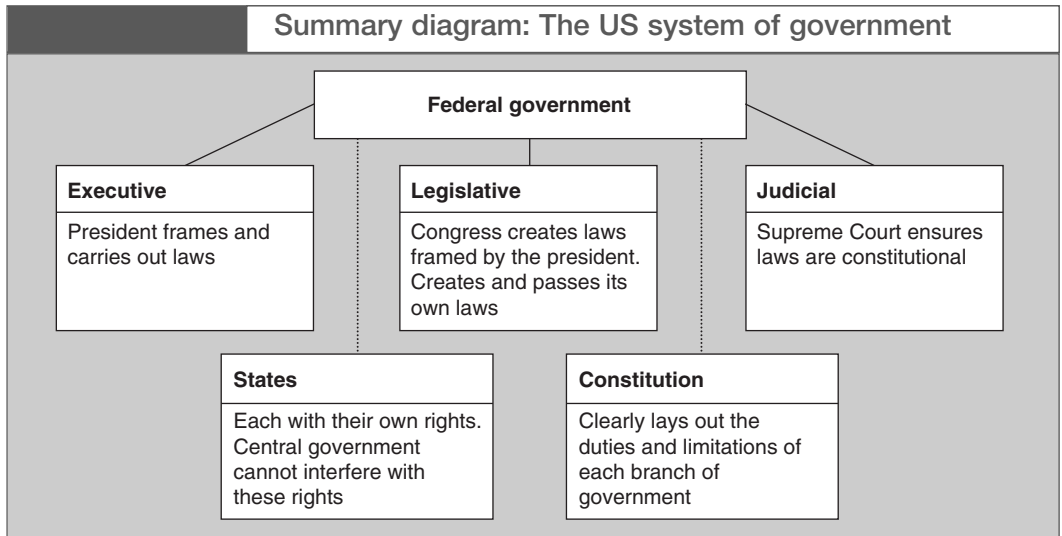 Summary diagram: The US system of government
Federal government
Executive
President frames and
carries out laws
Legislative
Congress creates laws
framed by the president.
Creates and passes its
own laws
Judicial
Supreme Court ensures
laws are constitutional
States
Each with their own rights.
Central government
cannot interfere with
these rights
Constitution
Clearly lays out the
duties and limitations of
each branch of
government